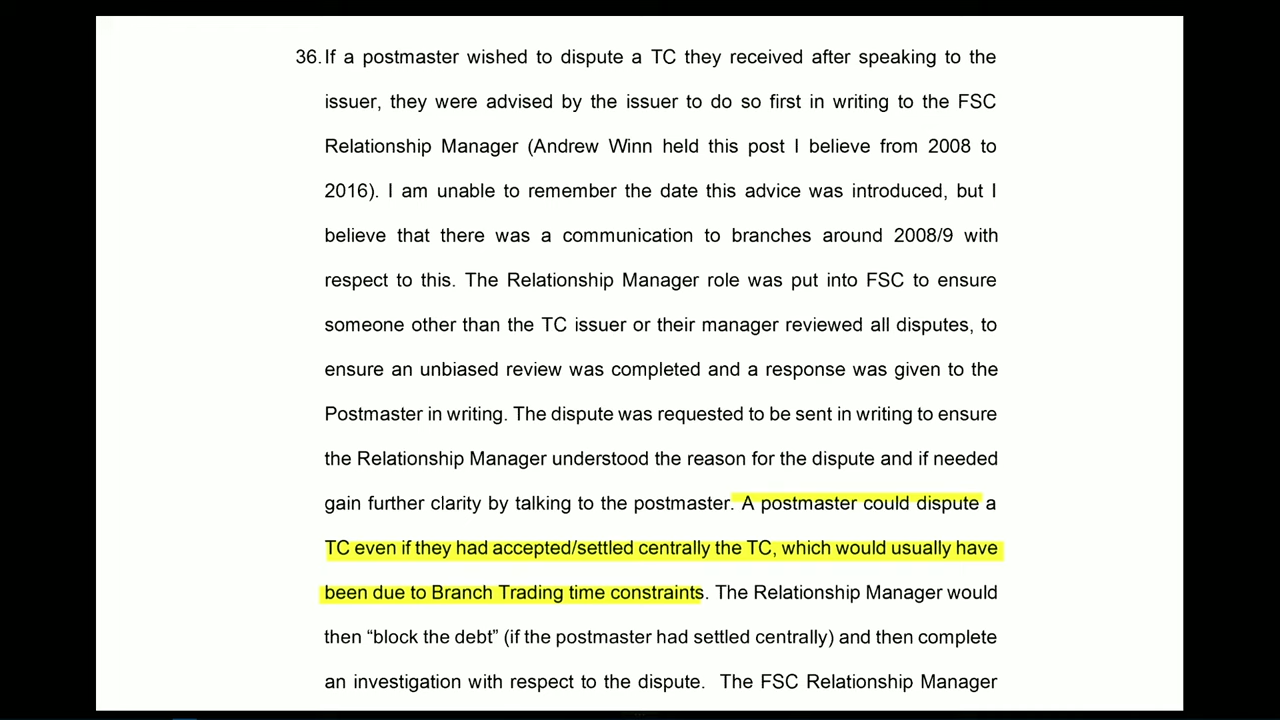 36. If a postmaster wished to dispute a TC they received after speaking to the
issuer, they were advised by the issuer to do so first in writing to the FSC
Relationship Manager (Andrew Winn held this post I believe from 2008 to
2016). I am unable to remember the date this advice was introduced, but I
believe that there was a communication to branches around 2008/9 with
respect to this. The Relationship Manager role was put into FSC to ensure
someone other than the TC issuer or their manager reviewed all disputes, to
ensure an unbiased review was completed and a response was given to the
Postmaster in writing. The dispute was requested to be sent in writing to ensure
the Relationship Manager understood the reason for the dispute and if needed
gain further clarity by talking to the postmaster. A postmaster could dispute a
TC even if they had accepted/settled centrally the TC, which would usually have
been due to Branch Trading time constraints. The Relationship Manager would
then “block the debt” (if the postmaster had settled centrally) and then complete
an investigation with respect to the dispute. The FSC Relationship Manager